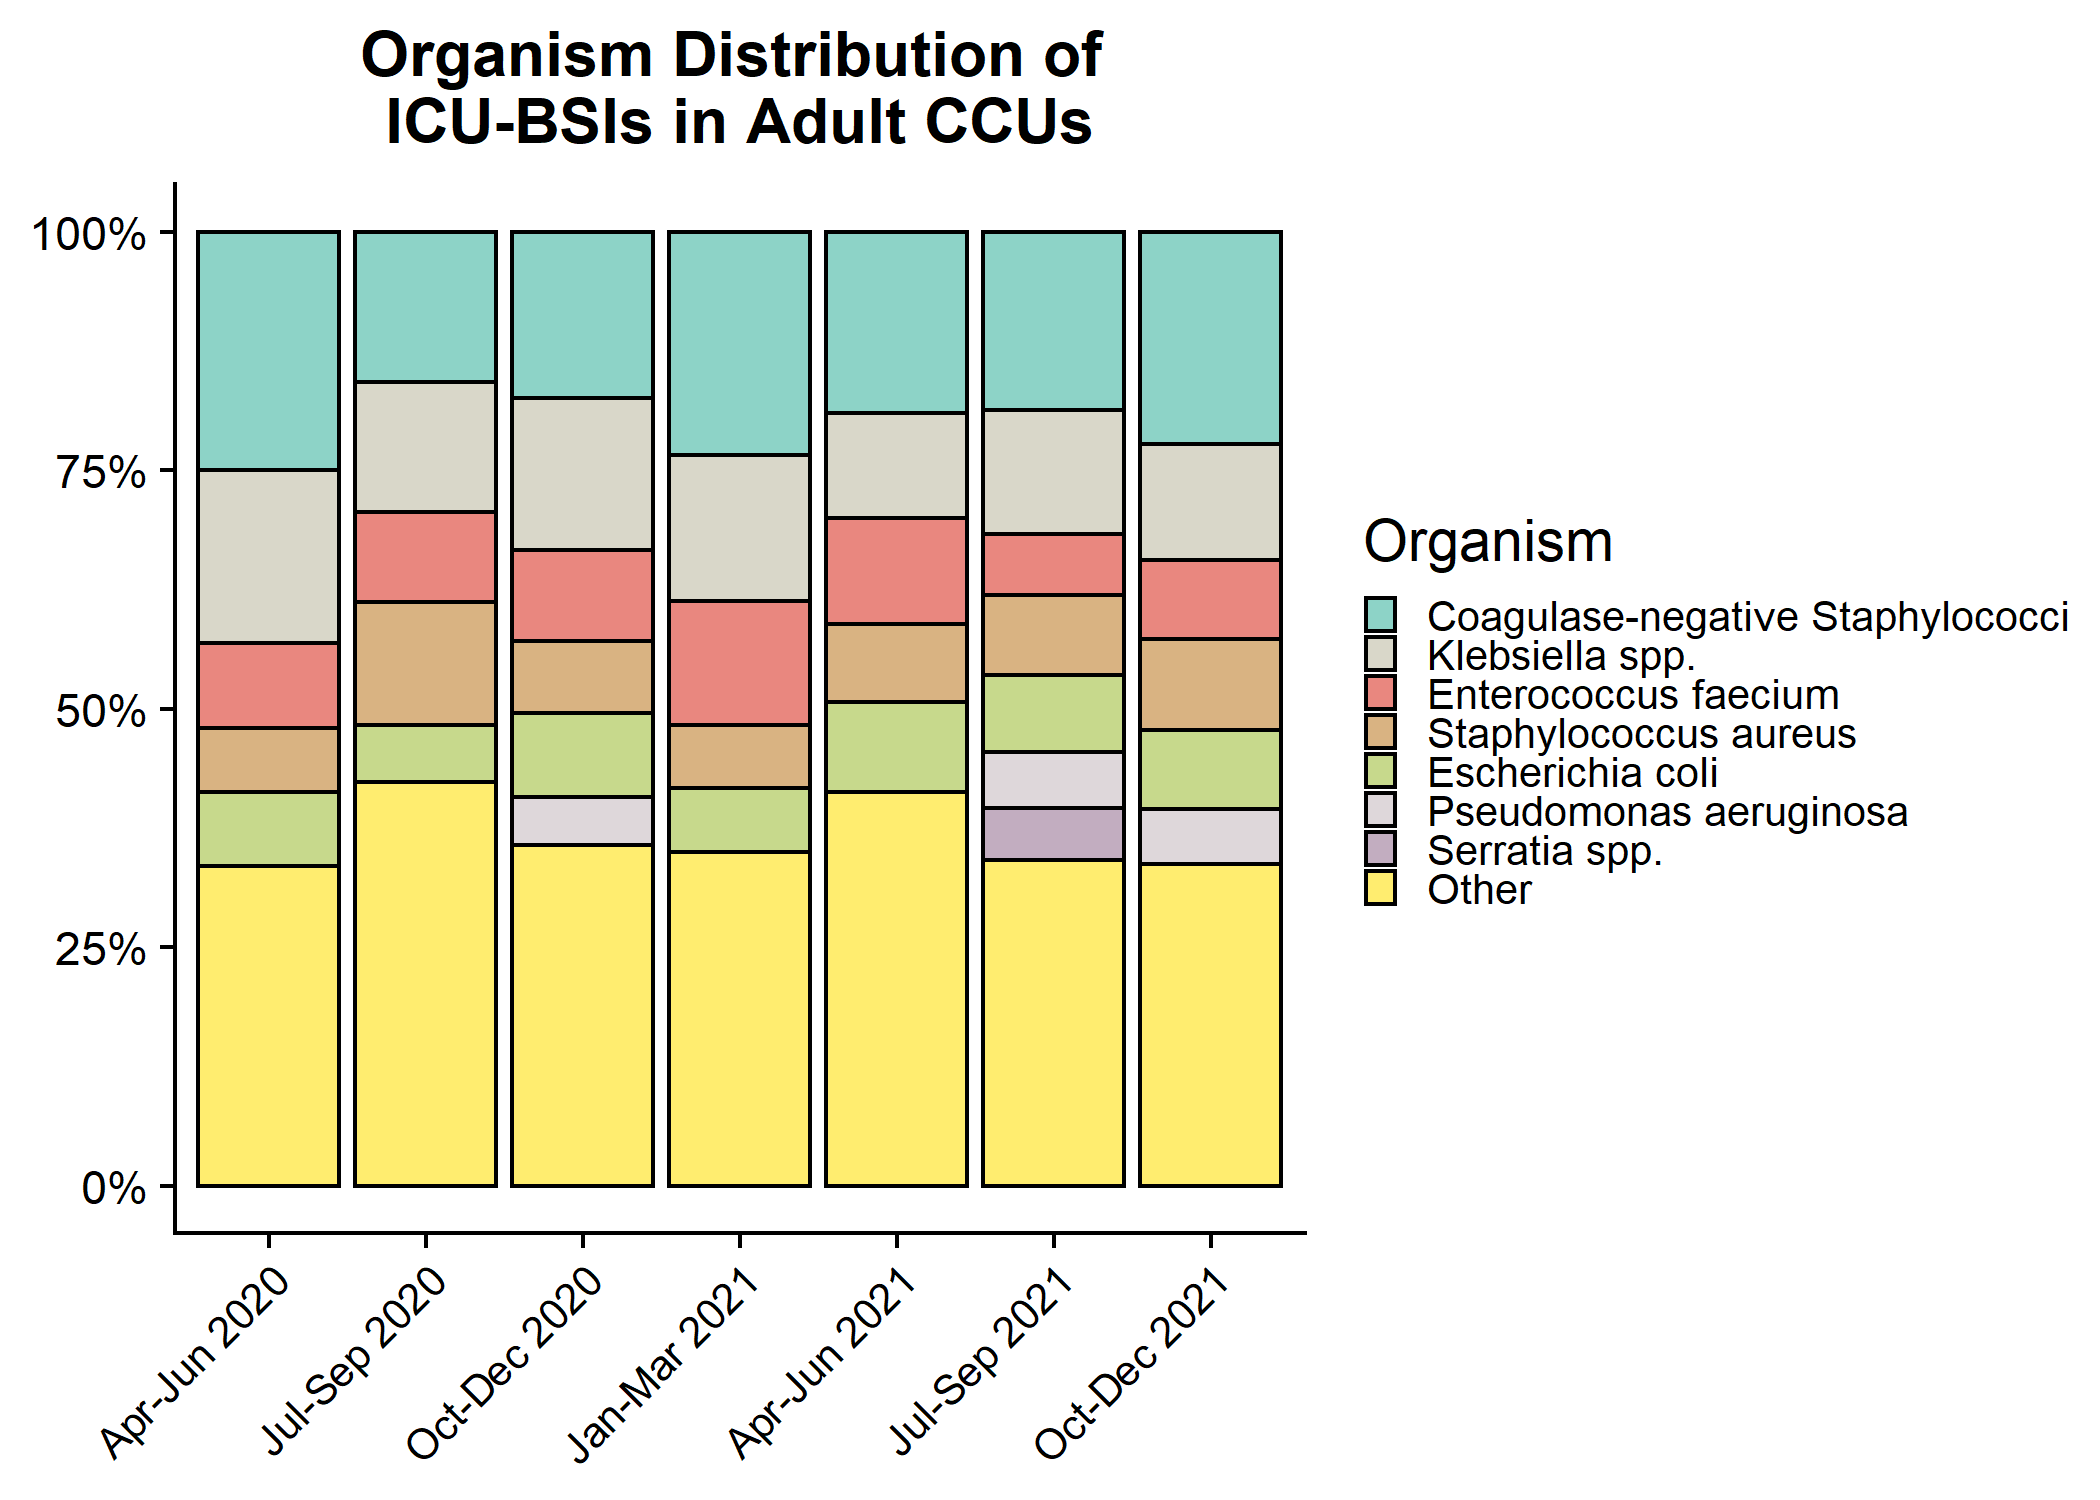 Organism Distribution of
ICU-BSIs in Adult CCUs
100%
75%
50%
25%
0%
Apr-Jun 2020
Jul-Sep 2020
Oct-Dec 2020
Jan-Mar 2021
Apr-Jun 2021
Jul-Sep 2021
Oct-Dec 2021
Organism
Coagulase-negative Staphylococci
Klebsiella spp.
Enterococcus faecium
Staphylococcus aureus
Escherichia coli
Pseudomonas aeruginosa
Serratia spp.
Other